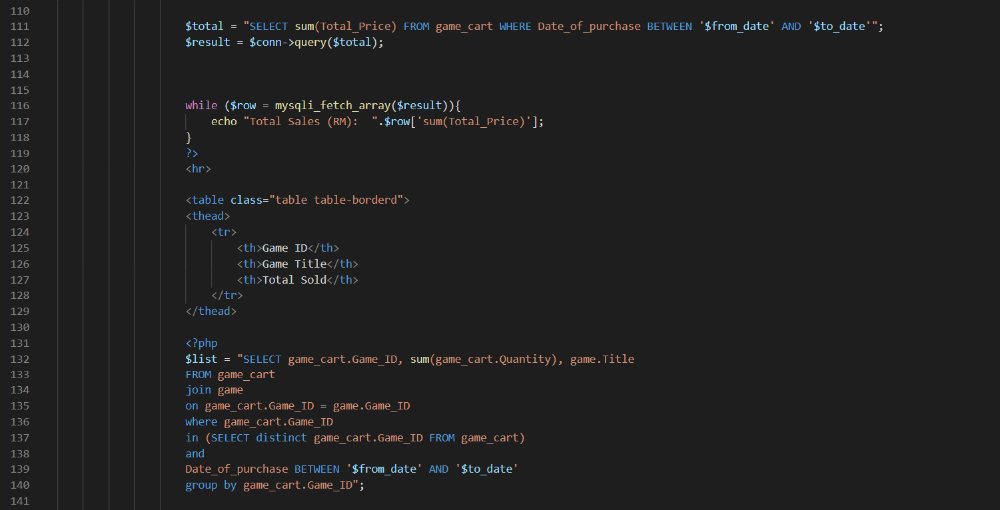 110
111 $total = "SELECT sum(Total_Price) FROM game_cart WHERE Date_of_purchase BETWEEN '$from_date' AND '$to_date'";
112 $result = $conn->query($total);
113
114
115
116 while ($row = mysqli_fetch_array($result)){
117 echo "Total Sales (RM):  ".$row['sum(Total_Price)'];
118 }
119 ?>
120 <hr>
121
122 <table class="table table-borderd">
123 <thead>
124 <tr>
125 <th>Game ID</th>
126 <th>Game Title</th>
127 <th>Total Sold</th>
128 </tr>
129 </thead>
130
131 <?php
132 $list = "SELECT game_cart.Game_ID, sum(game_cart.Quantity), game.Title
133 FROM game_cart
134 join game
135 on game_cart.Game_ID = game.Game_ID
136 where game_cart.Game_ID
137 in (SELECT distinct game_cart.Game_ID FROM game_cart)
138 and
139 Date_of_purchase BETWEEN '$from_date' AND '$to_date'
140 group by game_cart.Game_ID";
141